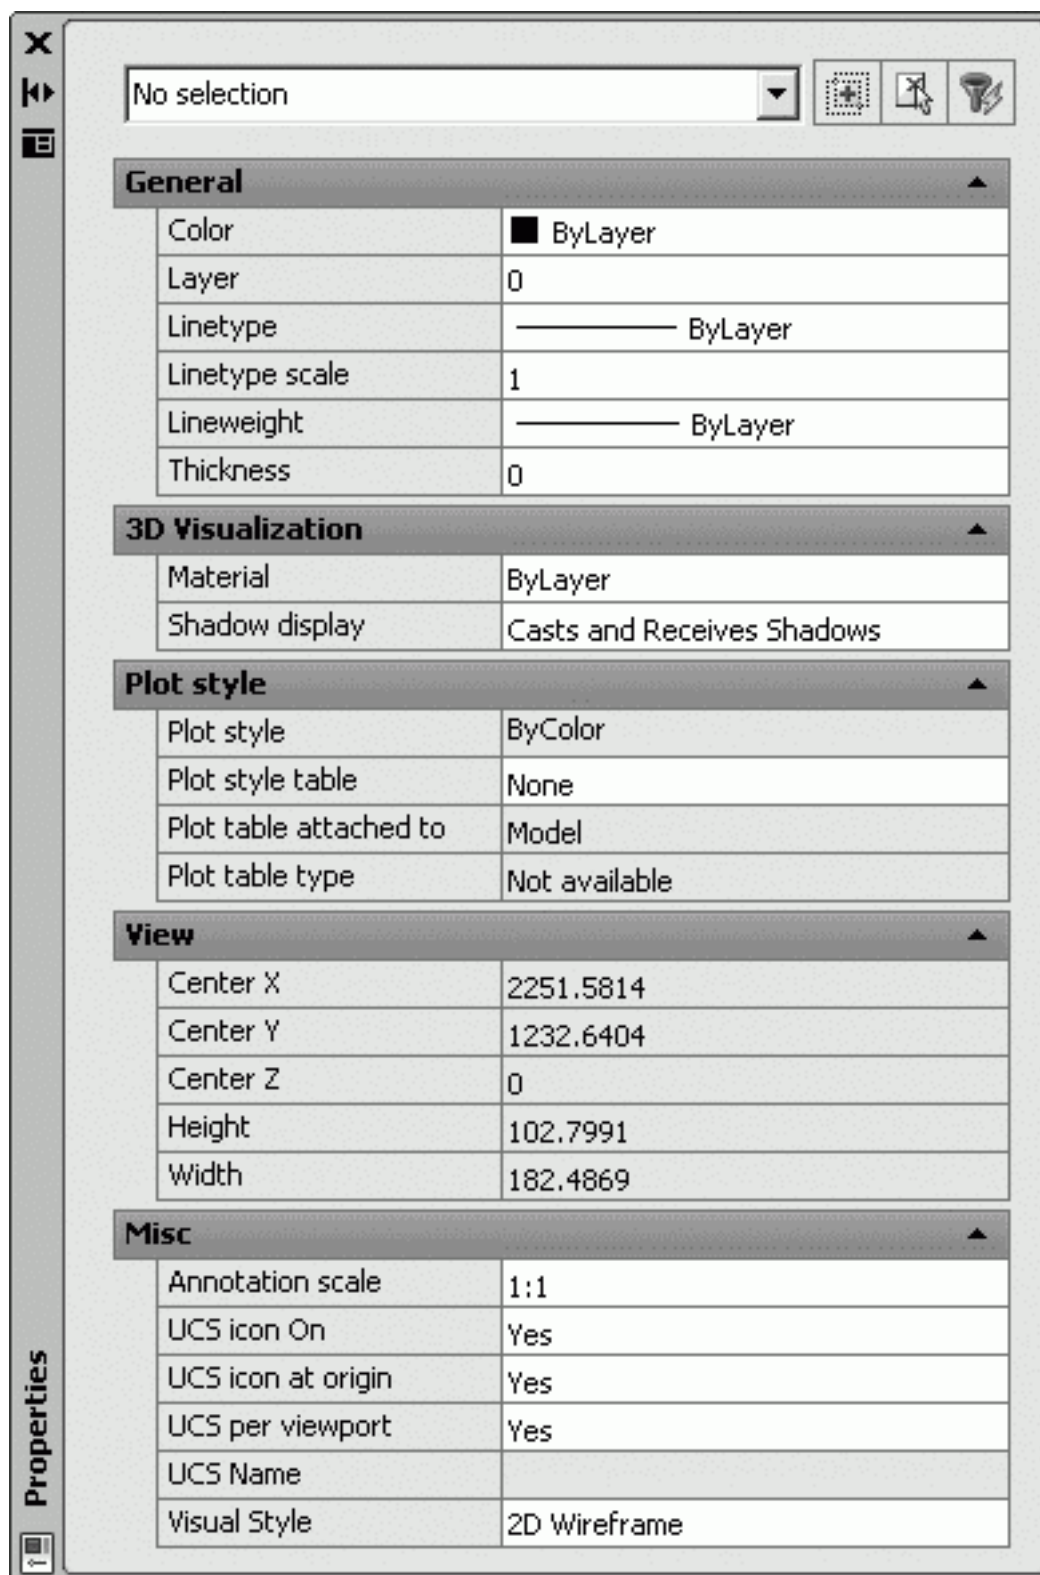 No selection
General
Color ByLayer
Layer 0
Linetype ByLayer
Linetype scale 1
Lineweight ByLayer
Thickness 0
3D Visualization
Material ByLayer
Shadow display Casts and Receives Shadows
Plot style
Plot style ByColor
Plot style table None
Plot table attached to Model
Plot table type Not available
View
Center X 2251.5814
Center Y 1232.6404
Center Z 0
Height 102.7991
Width 182.4869
Misc
Annotation scale 1:1
UCS icon On Yes
UCS icon at origin Yes
UCS per viewport Yes
UCS Name
Visual Style 2D Wireframe
Properties